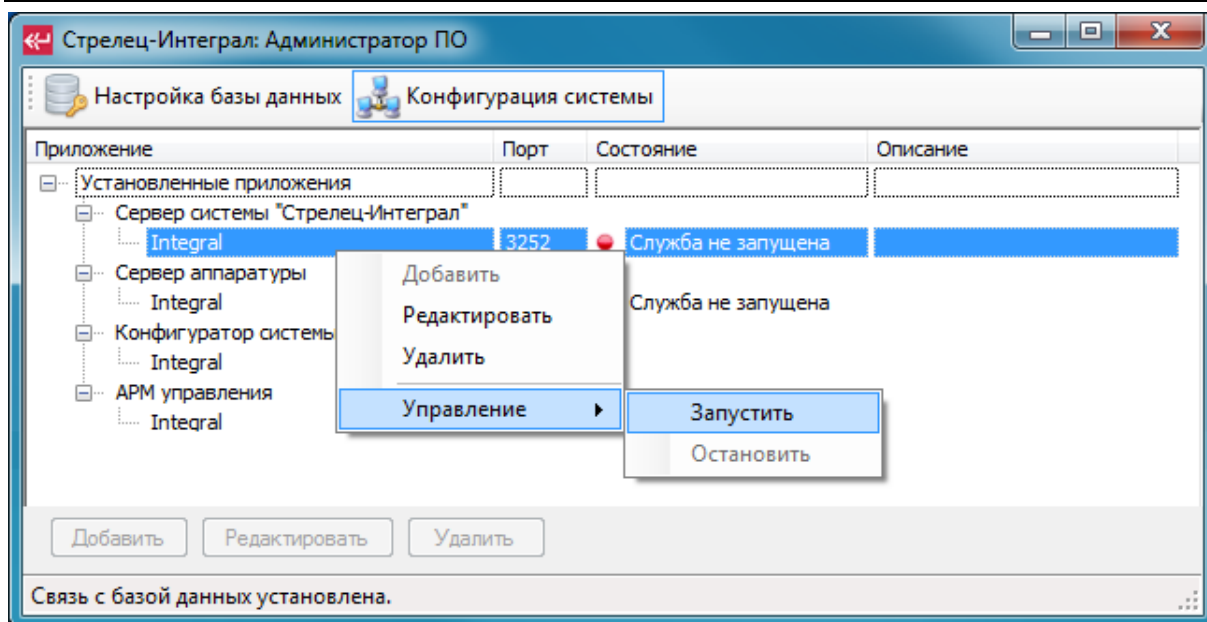 Стрелец-Интеграл: Администратор ПО
Настройка базы данных Конфигурация системы
Приложение Порт Состояние Описание
Установленные приложения
Сервер системы "Стрелец-Интеграл"
Integral 3252 Служба не запущена
Сервер аппаратуры
Integral Служба не запущена
Конфигуратор системы
Integral
АРМ управления
Integral
Добавить
Редактировать
Удалить
Управление
Запустить
Остановить
Добавить Редактировать Удалить
Связь с базой данных установлена.